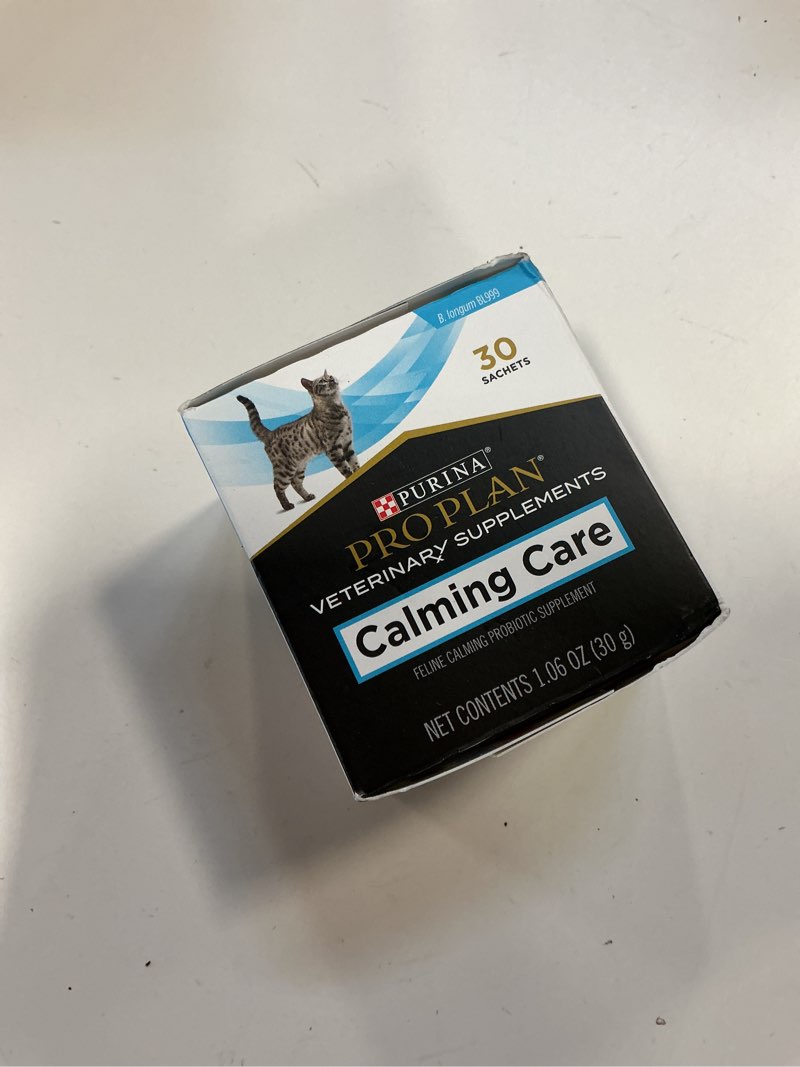 B. longum BL999
30
SACHETS
PURINA®
PRO PLAN®
VETERINARY SUPPLEMENTS
Calming Care
FELINE CALMING PROBIOTIC SUPPLEMENT
NET CONTENTS 1.06 OZ (30 g)